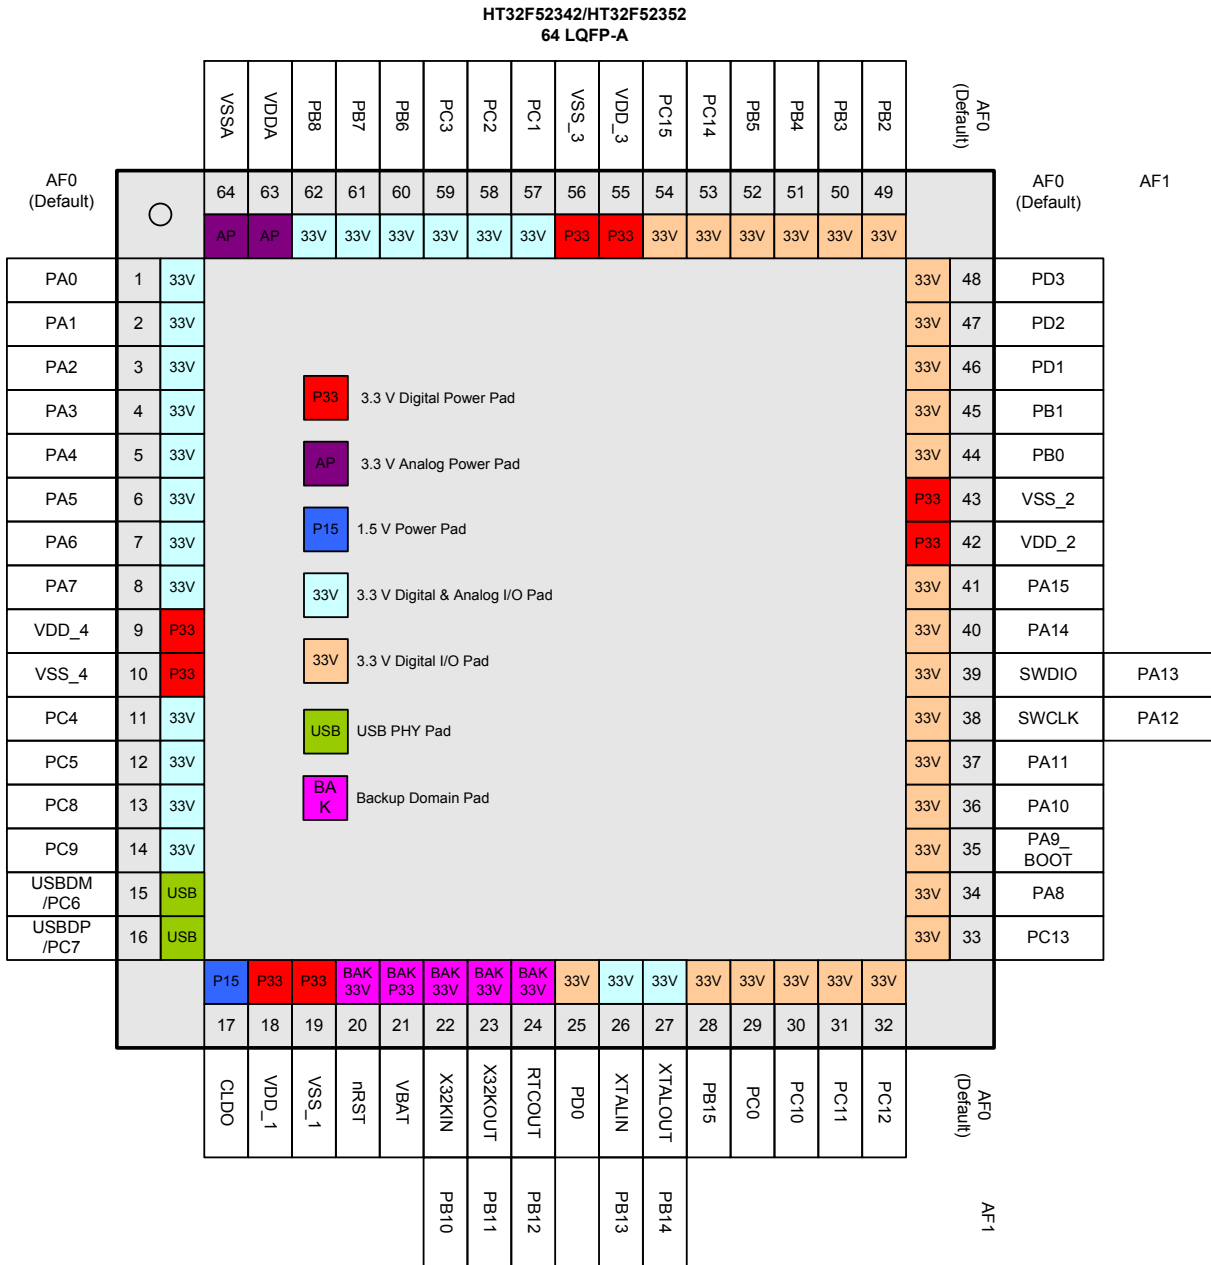 HT32F52342/HT32F52352
64 LQFP-A
VSSA VDDA PB8 PB7 PB6 PC3 PC2 PC1 VSS_3 VDD_3 PC15 PC14 PB5 PB4 PB3 PB2
AF0
(Default)
AF0
(Default)
AF0
(Default)
AF1
64 63 62 61 60 59 58 57 56 55 54 53 52 51 50 49
AP AP 33V 33V 33V 33V 33V 33V P33 P33 33V 33V 33V 33V 33V 33V
PA0 1 33V
33V 48 PD3
PA1 2 33V
33V 47 PD2
PA2 3 33V
33V 46 PD1
PA3 4 33V
33V 45 PB1
PA4 5 33V
33V 44 PB0
PA5 6 33V
P33 43 VSS_2
PA6 7 33V
P33 42 VDD_2
PA7 8 33V
33V 41 PA15
VDD_4 9 P33
33V 40 PA14
VSS_4 10 P33
33V 39 SWDIO PA13
PC4 11 33V
33V 38 SWCLK PA12
PC5 12 33V
33V 37 PA11
PC8 13 33V
33V 36 PA10
PC9 14 33V
33V 35 PA9_
BOOT
USBDM
/PC6 15 USB
33V 34 PA8
USBDP
/PC7 16 USB
33V 33 PC13
P33 3.3 V Digital Power Pad
AP 3.3 V Analog Power Pad
P15 1.5 V Power Pad
33V 3.3 V Digital & Analog I/O Pad
33V 3.3 V Digital I/O Pad
USB USB PHY Pad
BA
K Backup Domain Pad
P15 P33 P33 BAK
33V BAK
P33 BAK
33V BAK
33V BAK
33V 33V 33V 33V 33V 33V 33V 33V 33V
17 18 19 20 21 22 23 24 25 26 27 28 29 30 31 32
CLDO VDD_1 VSS_1 nRST VBAT X32KIN X32KOUT RTCOUT PD0 XTALIN XTALOUT PB15 PC0 PC10 PC11 PC12
AF0
(Default)
PB10 PB11 PB12 PB13 PB14
AF1